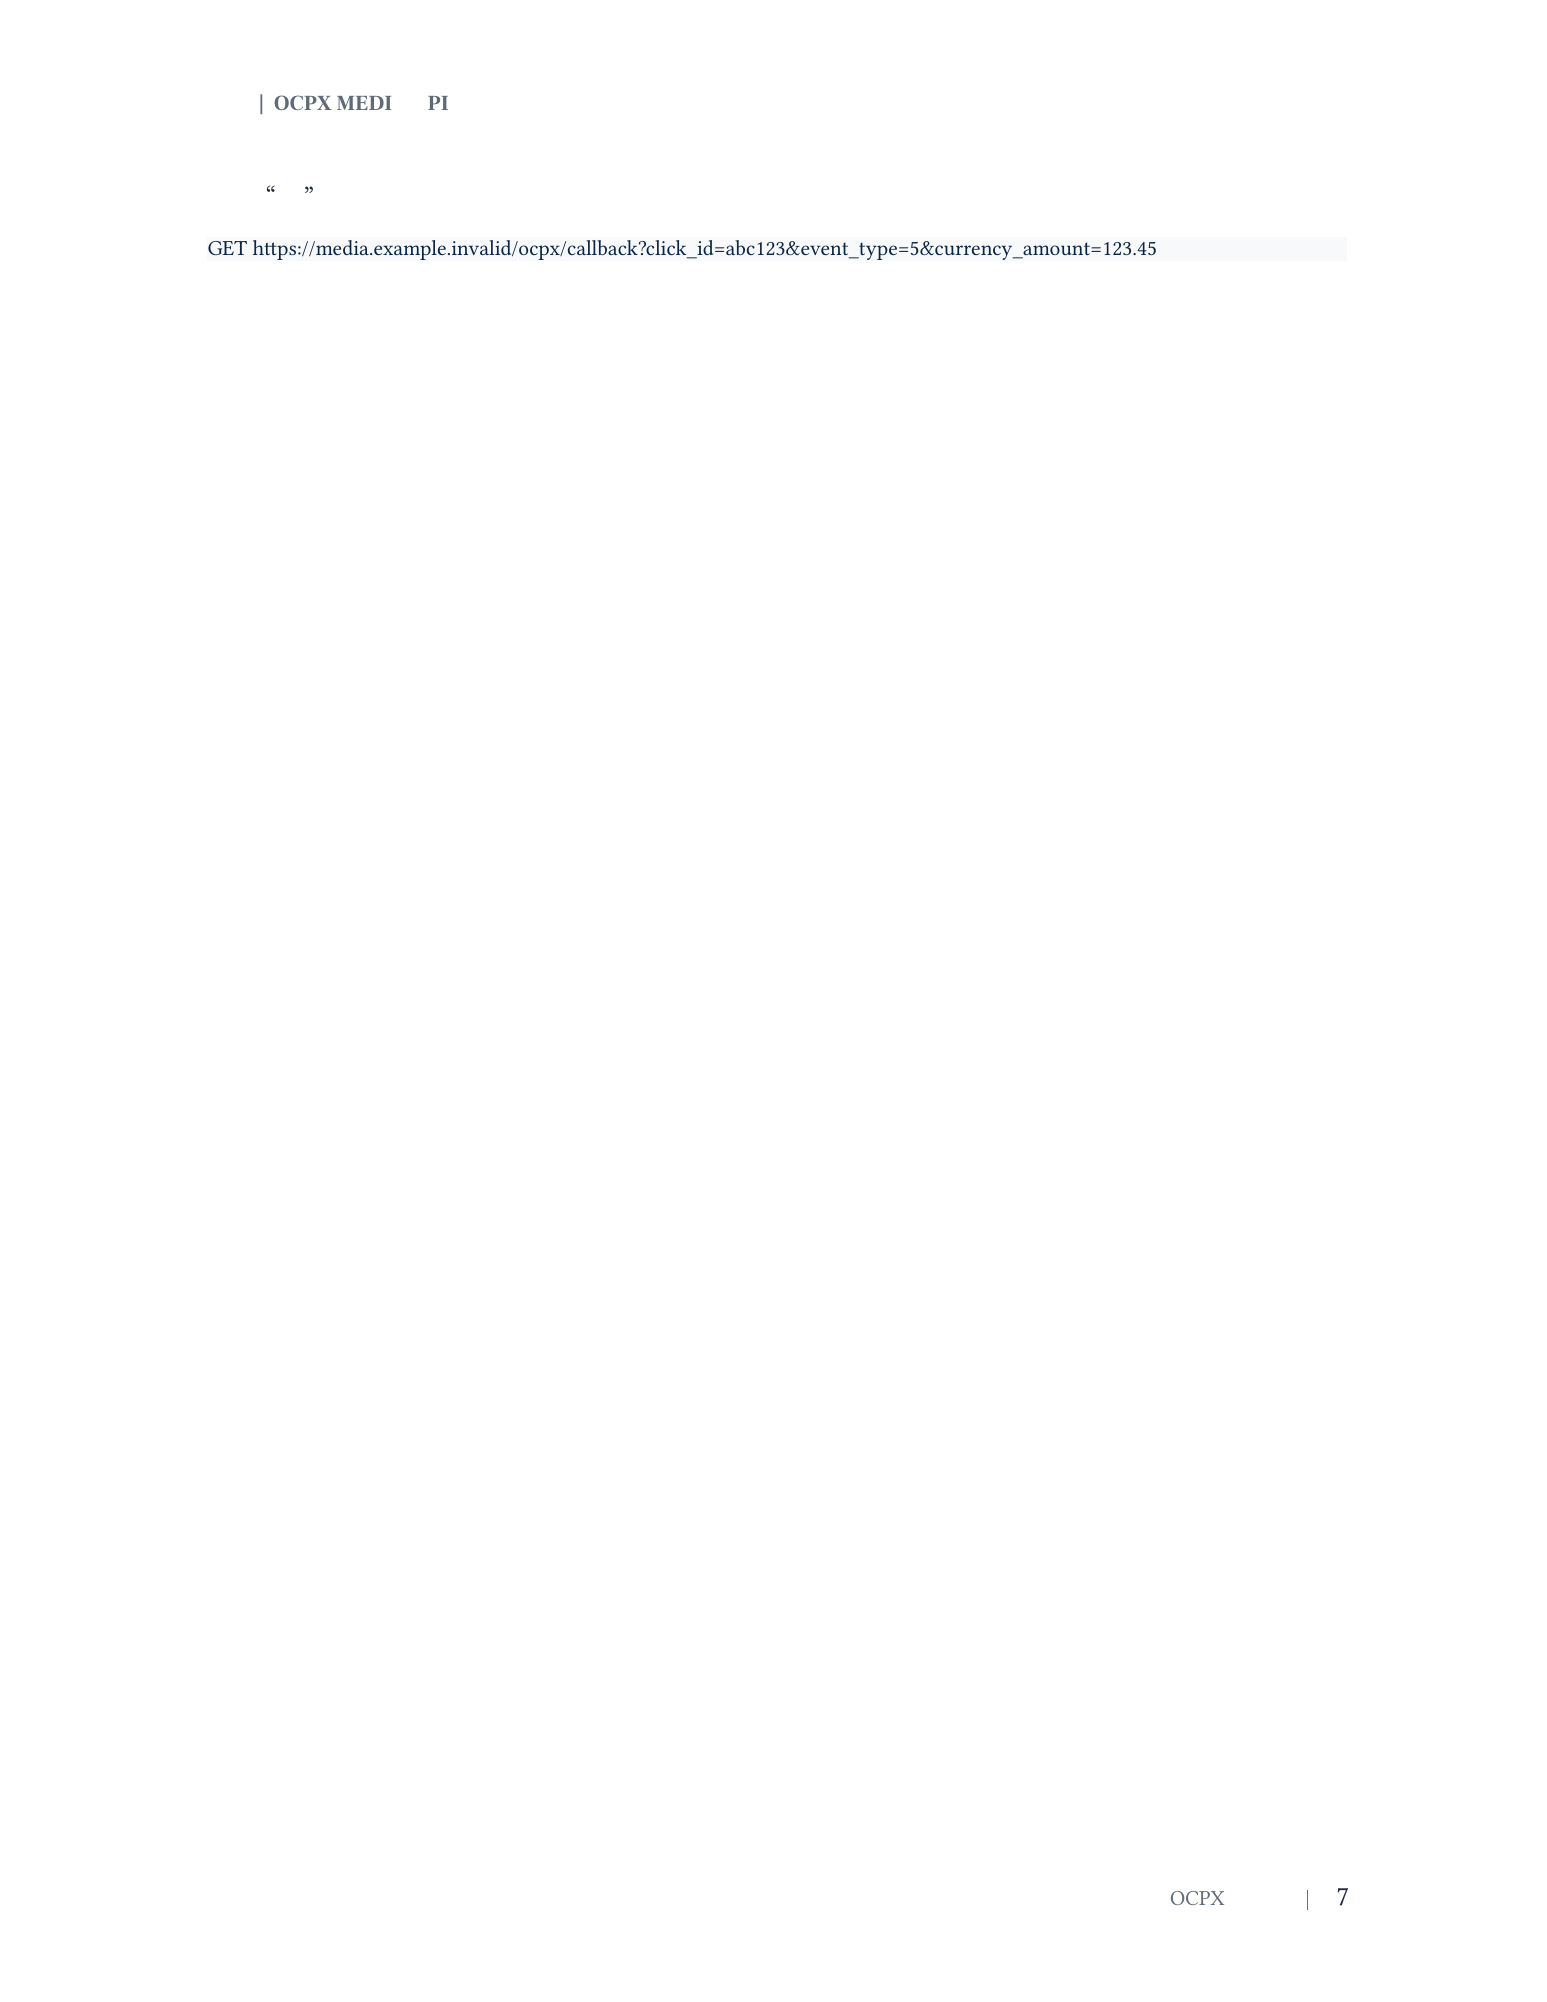 | OCPX MEDI PI
“ ”
GET https://media.example.invalid/ocpx/callback?click_id=abc123&event_type=5&currency_amount=123.45
OCPX | 7